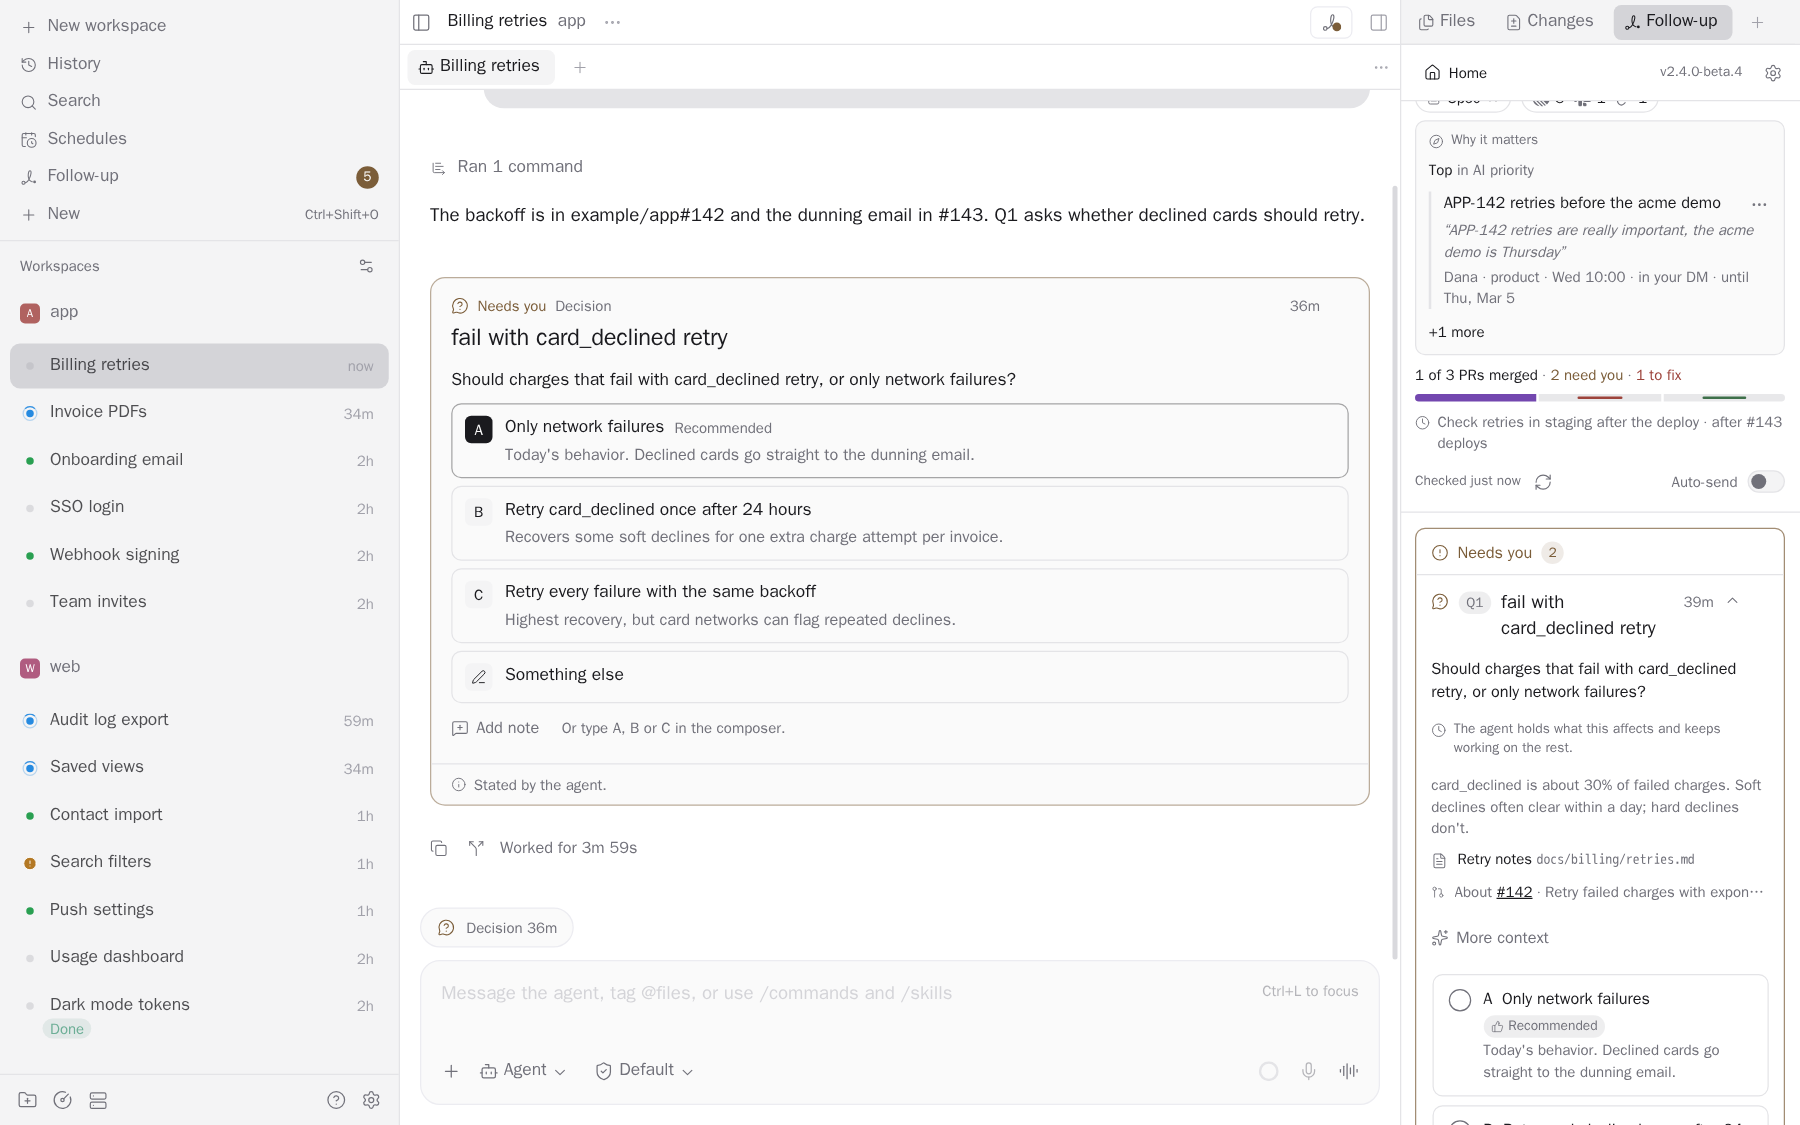 New workspace
History
Search
Schedules
Follow-up 5
New Ctrl+Shift+O
Workspaces
A app
Billing retries now
Invoice PDFs 34m
Onboarding email 2h
SSO login 2h
Webhook signing 2h
Team invites 2h
W web
Audit log export 59m
Saved views 34m
Contact import 1h
Search filters 1h
Push settings 1h
Usage dashboard 2h
Dark mode tokens 2h
Done
Billing retries app
Billing retries
Ran 1 command
The backoff is in example/app#142 and the dunning email in #143. Q1 asks whether declined cards should retry.
Needs you Decision 36m
fail with card_declined retry
Should charges that fail with card_declined retry, or only network failures?
A Only network failures Recommended
Today's behavior. Declined cards go straight to the dunning email.
B Retry card_declined once after 24 hours
Recovers some soft declines for one extra charge attempt per invoice.
C Retry every failure with the same backoff
Highest recovery, but card networks can flag repeated declines.
Something else
Add note Or type A, B or C in the composer.
Stated by the agent.
Worked for 3m 59s
Decision 36m
Message the agent, tag @files, or use /commands and /skills Ctrl+L to focus
Agent Default
Files Changes Follow-up
Home v2.4.0-beta.4
Why it matters
Top in AI priority
APP-142 retries before the acme demo
“APP-142 retries are really important, the acme
demo is Thursday”
Dana · product · Wed 10:00 · in your DM · until
Thu, Mar 5
+1 more
1 of 3 PRs merged · 2 need you · 1 to fix
Check retries in staging after the deploy · after #143
deploys
Checked just now Auto-send
Needs you 2
Q1 fail with 39m
card_declined retry
Should charges that fail with card_declined
retry, or only network failures?
The agent holds what this affects and keeps
working on the rest.
card_declined is about 30% of failed charges. Soft
declines often clear within a day; hard declines
don't.
Retry notes docs/billing/retries.md
About #142 · Retry failed charges with expon…
More context
A Only network failures
Recommended
Today's behavior. Declined cards go
straight to the dunning email.